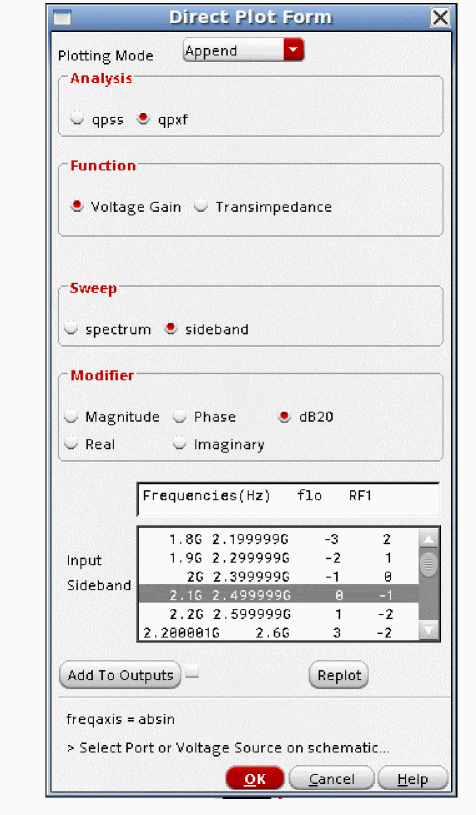 Direct Plot Form
Plotting Mode Append
Analysis
qpss qpxf
Function
Voltage Gain Transimpedance
Sweep
spectrum sideband
Modifier
Magnitude Phase dB20
Real Imaginary
Frequencies(Hz) flo RF1
Input
Sideband
1.8G 2.199999G -3 2
1.9G 2.299999G -2 1
2G 2.399999G -1 0
2.1G 2.499999G 0 -1
2.2G 2.599999G 1 -2
2.200001G 2.6G 3 -2
Add To Outputs Replot
freqaxis = absin
> Select Port or Voltage Source on schematic...
OK Cancel Help